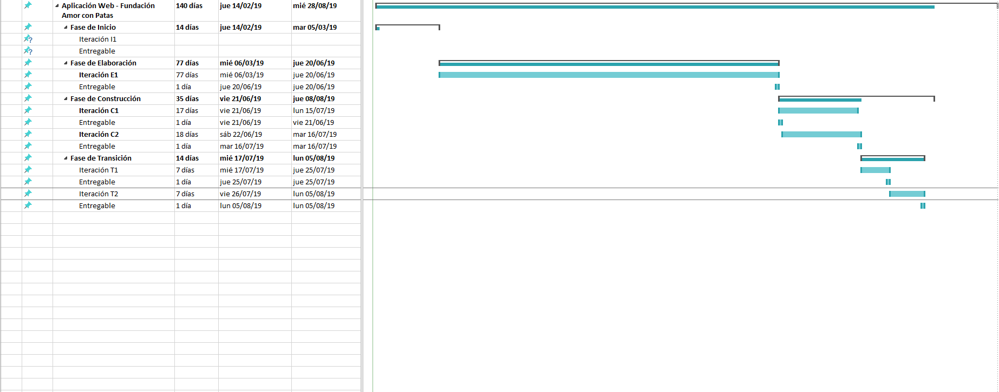 Aplicación Web - Fundación Amor con Patas 140 días jue 14/02/19 mié 28/08/19
Fase de Inicio 14 días jue 14/02/19 mar 05/03/19
Iteración I1
Entregable
Fase de Elaboración 77 días mié 06/03/19 jue 20/06/19
Iteración E1 77 días mié 06/03/19 jue 20/06/19
Entregable 1 día jue 20/06/19 jue 20/06/19
Fase de Construcción 35 días vie 21/06/19 jue 08/08/19
Iteración C1 17 días vie 21/06/19 lun 15/07/19
Entregable 1 día vie 21/06/19 vie 21/06/19
Iteración C2 18 días sáb 22/06/19 mar 16/07/19
Entregable 1 día mar 16/07/19 mar 16/07/19
Fase de Transición 14 días mié 17/07/19 lun 05/08/19
Iteración T1 7 días mié 17/07/19 jue 25/07/19
Entregable 1 día jue 25/07/19 jue 25/07/19
Iteración T2 7 días vie 26/07/19 lun 05/08/19
Entregable 1 día lun 05/08/19 lun 05/08/19